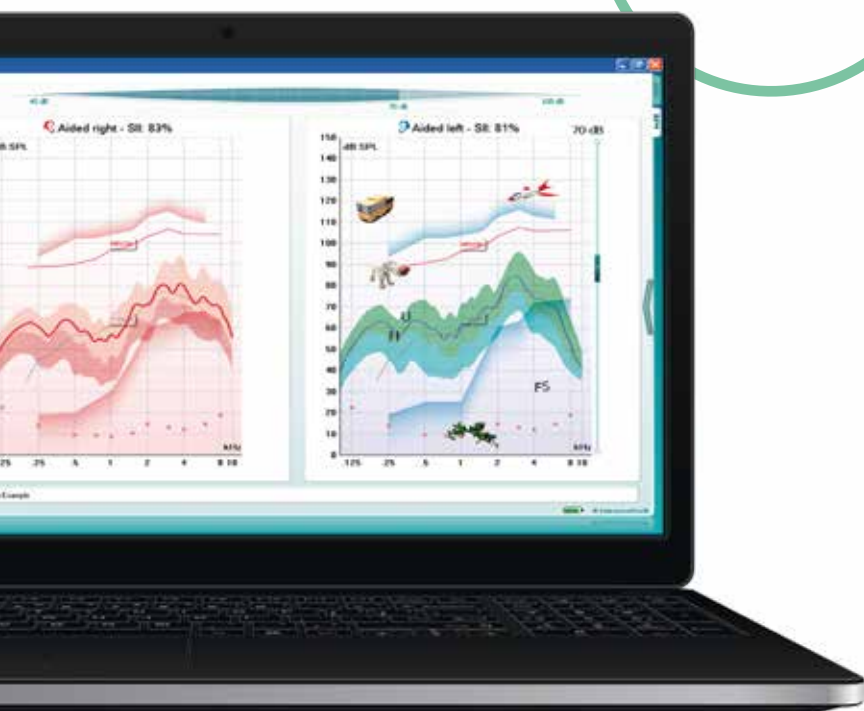 Aided right - SII: 83%
Aided left - SII: 81%
70 dB
dB SPL
dB SPL
150
140
130
120
110
100
90
80
70
60
50
40
30
20
10
0
U
FS
kHz
kHz
.25 .5 1 2 4 8 10
.125 .25 .5 1 2 4 8 10
Example